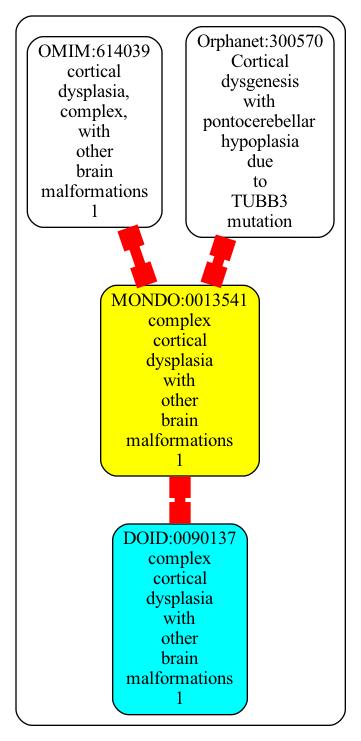 OMIM:614039
cortical
dysplasia,
complex,
with
other
brain
malformations
1
Orphanet:300570
Cortical
dysgenesis
with
pontocerebellar
hypoplasia
due
to
TUBB3
mutation
MONDO:0013541
complex
cortical
dysplasia
with
other
brain
malformations
1
DOID:0090137
complex
cortical
dysplasia
with
other
brain
malformations
1